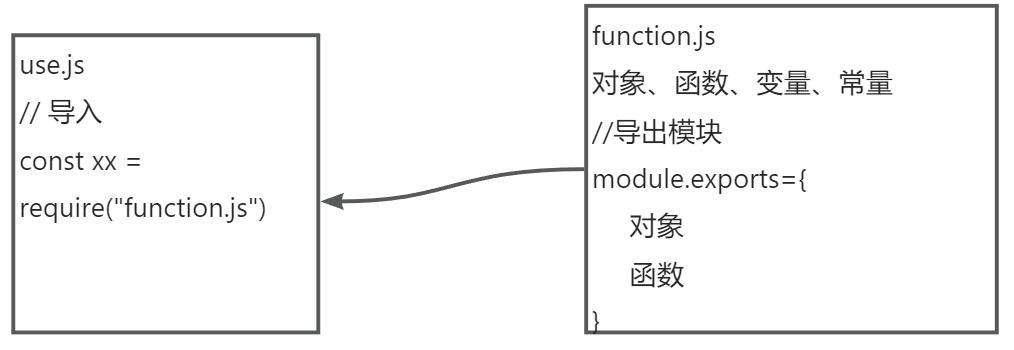 use.js
// 导入
const xx =
require("function.js")
function.js
对象、函数、变量、常量
//导出模块
module.exports={
对象
函数
}